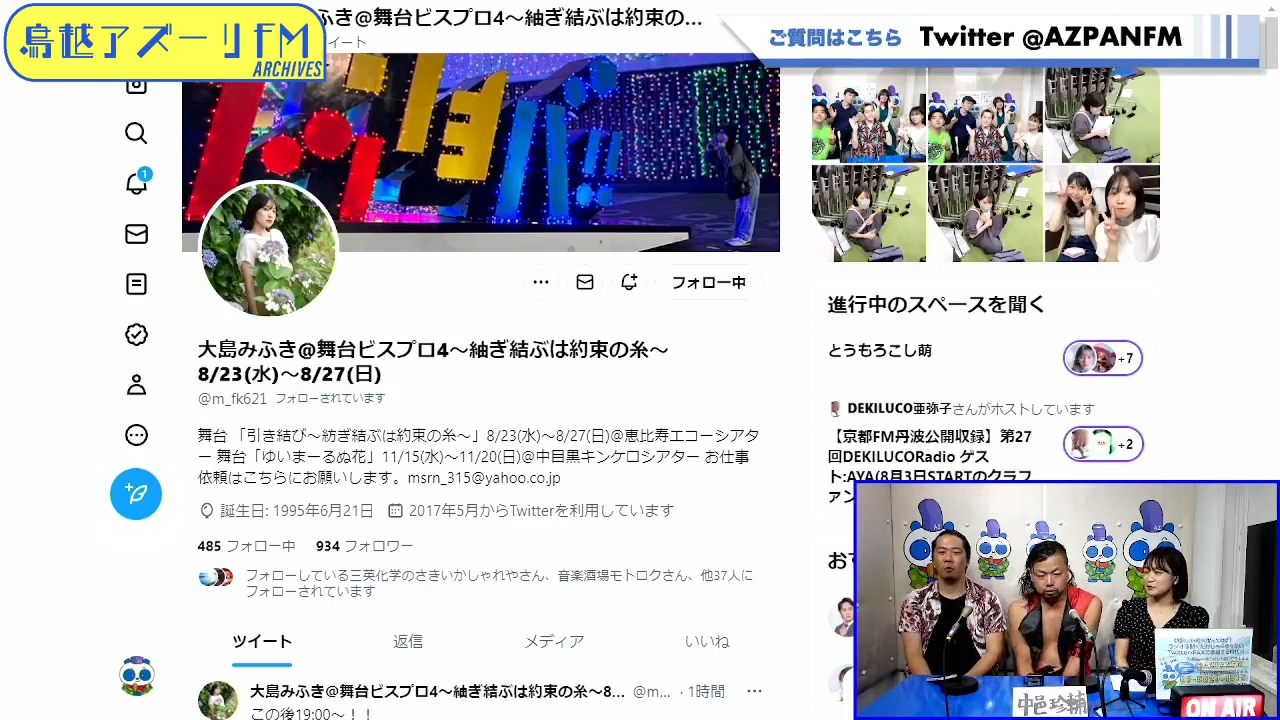 鳥越アズーリFM
ARCHIVES
ふき@舞台ビスプロ4～紬ぎ結ぶは約束の…
イート
ご質問はこちら Twitter @AZPANFM
1
フォロー中
大島みふき@舞台ビスプロ4～紬ぎ結ぶは約束の糸～
8/23(水)～8/27(日)
@m_fk621 フォローされています
舞台 「引き結び～紡ぎ結ぶは約束の糸～」8/23(水)～8/27(日)@恵比寿エコーシアタ
ー 舞台「ゆいまーるぬ花」11/15(水)～11/20(日)@中目黒キンケロシアター お仕事
依頼はこちらにお願いします。msrn_315@yahoo.co.jp
誕生日: 1995年6月21日 2017年5月からTwitterを利用しています
485 フォロー中 934 フォロワー
フォローしている三英化学のさきいかしゃれやさん、音楽酒場モトロクさん、他37人に
フォローされています
ツイート 返信 メディア いいね
大島みふき@舞台ビスプロ4～紬ぎ結ぶは約束の糸～8... @m... · 1時間
この後19:00～！！
進行中のスペースを聞く
とうもろこし萌
+7
DEKILUCO亜弥子さんがホストしています
【京都FM丹波公開収録】第27
回DEKILUCORadio ゲス
ト:AYA(8月3日STARTのクラフ
アン
+2
おす
中邑珍輔
ON AIR